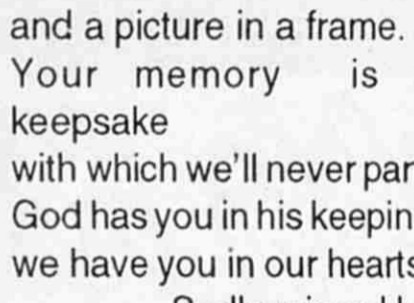 and a picture in a frame.
Your memory is
keepsake
with which we'll never par
God has you in his keepin
we have you in our hearts